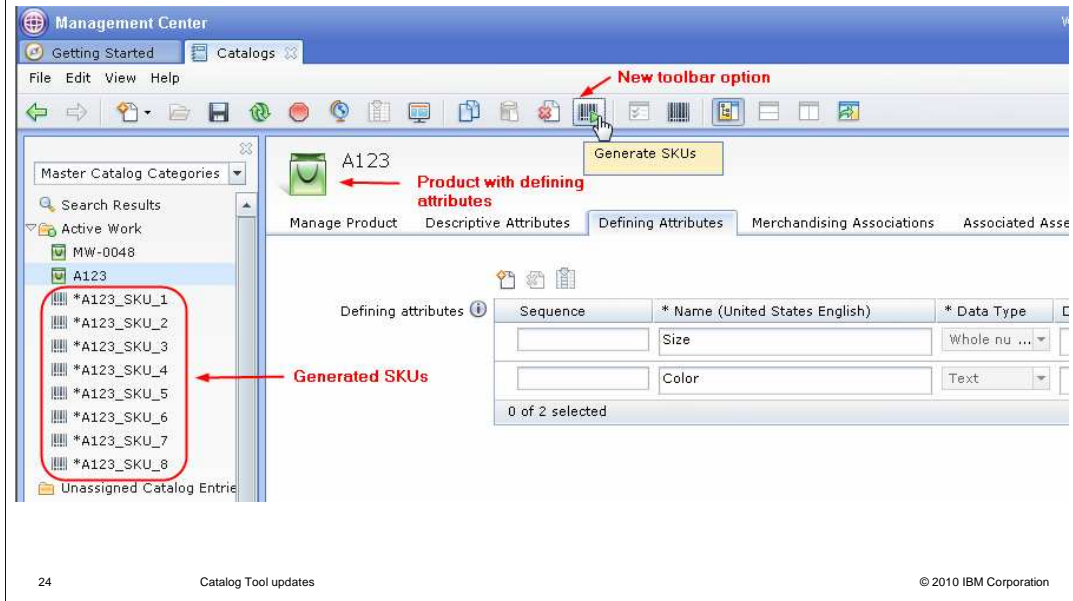 Management Center
Getting Started Catalogs
File Edit View Help
New toolbar option
Generate SKUs
Master Catalog Categories
Search Results
Active Work
MW-0048
A123
*A123_SKU_1
*A123_SKU_2
*A123_SKU_3
*A123_SKU_4
*A123_SKU_5
*A123_SKU_6
*A123_SKU_7
*A123_SKU_8
Unassigned Catalog Entrie
Generated SKUs
A123
Product with defining
attributes
Manage Product Descriptive Attributes Defining Attributes Merchandising Associations Associated Asse
Defining attributes
Sequence * Name (United States English) * Data Type D
Size Whole nu ...
Color Text
0 of 2 selected
24 Catalog Tool updates © 2010 IBM Corporation